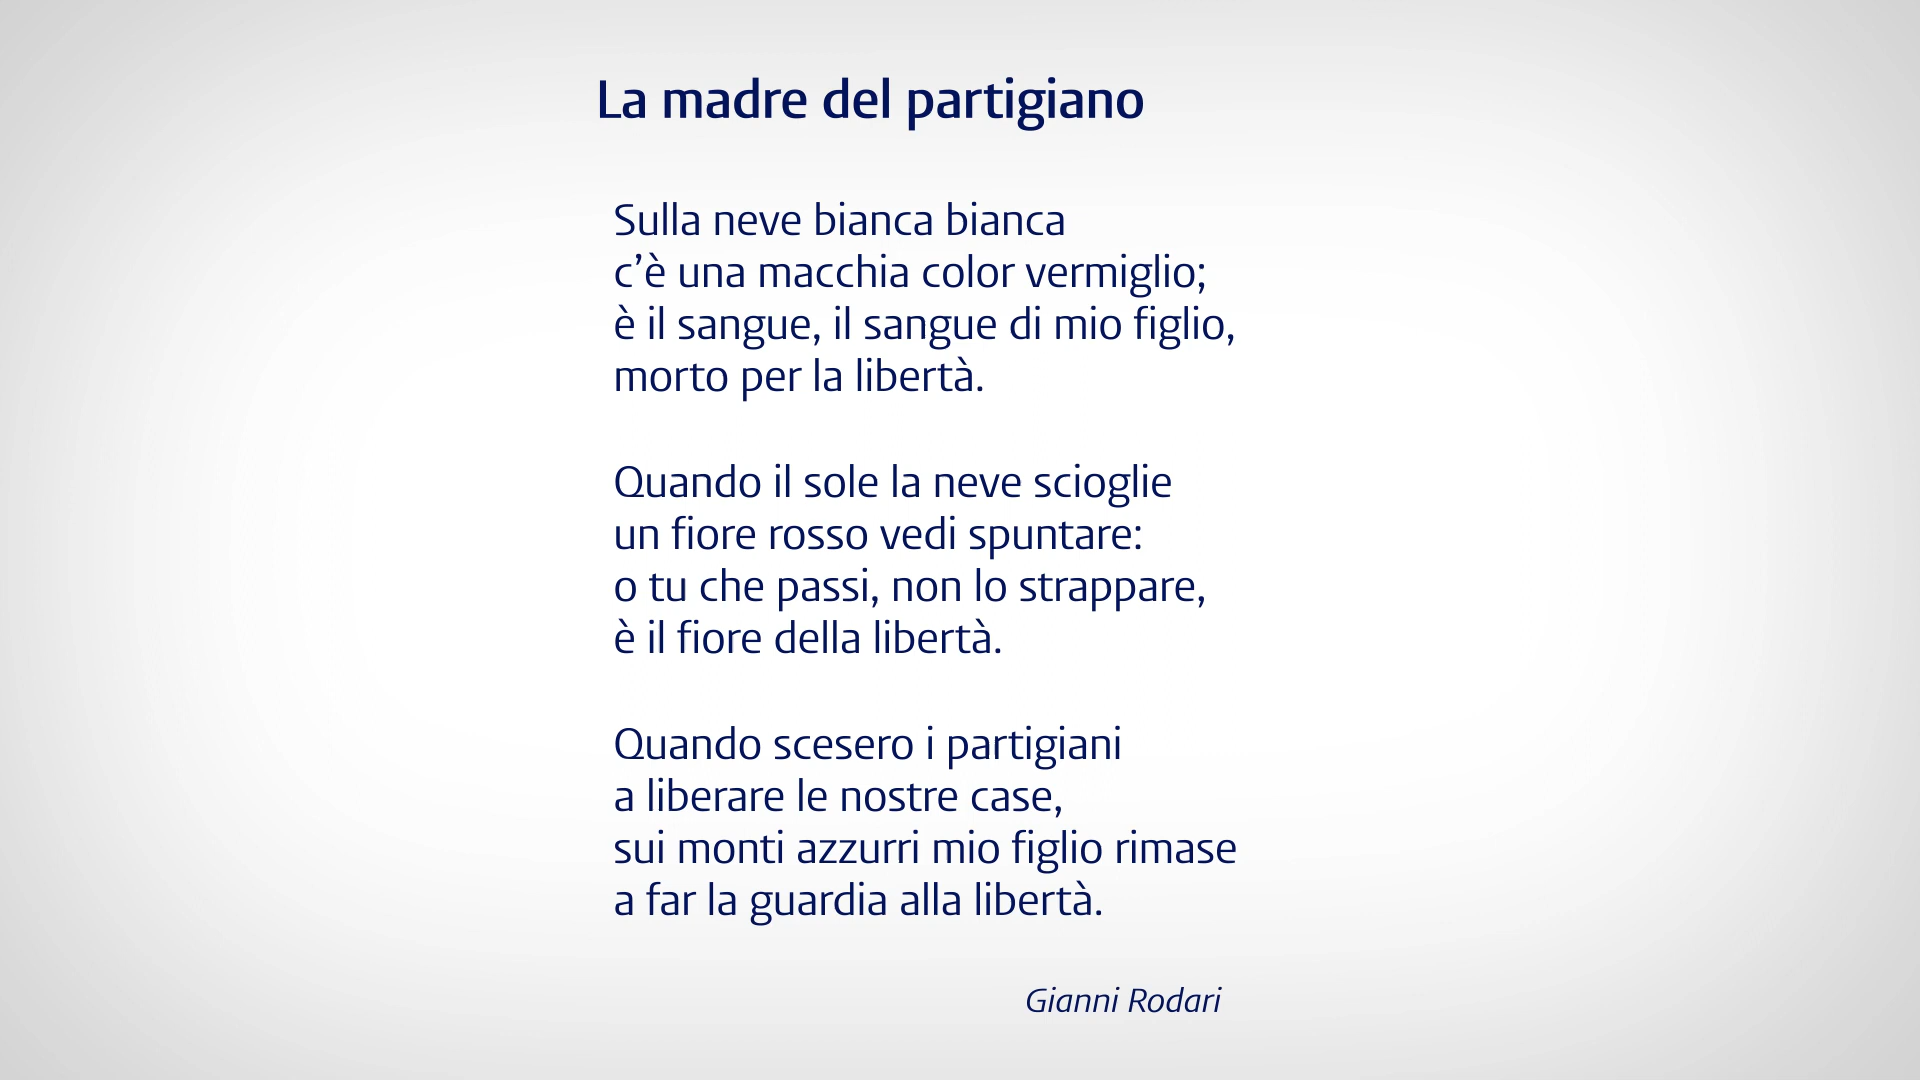 La madre del partigiano
Sulla neve bianca bianca
c’è una macchia color vermiglio;
è il sangue, il sangue di mio figlio,
morto per la libertà.
Quando il sole la neve scioglie
un fiore rosso vedi spuntare:
o tu che passi, non lo strappare,
è il fiore della libertà.
Quando scesero i partigiani
a liberare le nostre case,
sui monti azzurri mio figlio rimase
a far la guardia alla libertà.
Gianni Rodari